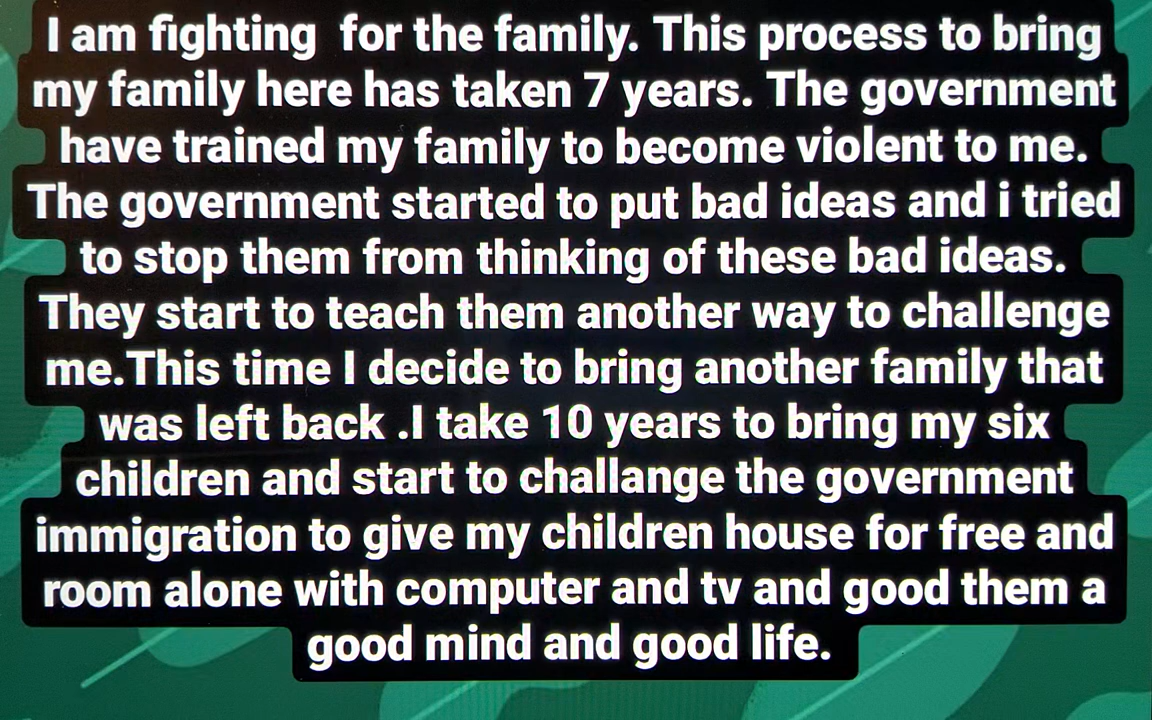 I am fighting  for the family. This process to bring
my family here has taken 7 years. The government
have trained my family to become violent to me.
The government started to put bad ideas and i tried
to stop them from thinking of these bad ideas.
They start to teach them another way to challenge
me.This time I decide to bring another family that
was left back .I take 10 years to bring my six
children and start to challange the government
immigration to give my children house for free and
room alone with computer and tv and good them a
good mind and good life.